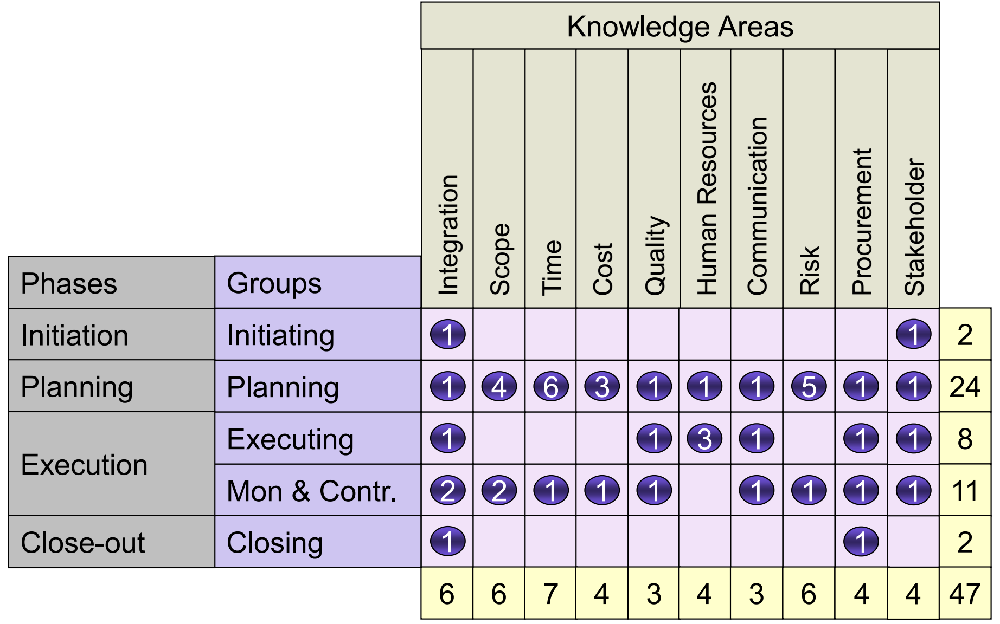 Knowledge Areas
Phases Groups Integration Scope Time Cost Quality Human Resources Communication Risk Procurement Stakeholder
Initiation Initiating 1 1 2
Planning Planning 1 4 6 3 1 1 1 5 1 1 24
Execution Executing 1 1 3 1 1 1 8
Mon & Contr. 2 2 1 1 1 1 1 1 1 11
Close-out Closing 1 1 2
6 6 7 4 3 4 3 6 4 4 47